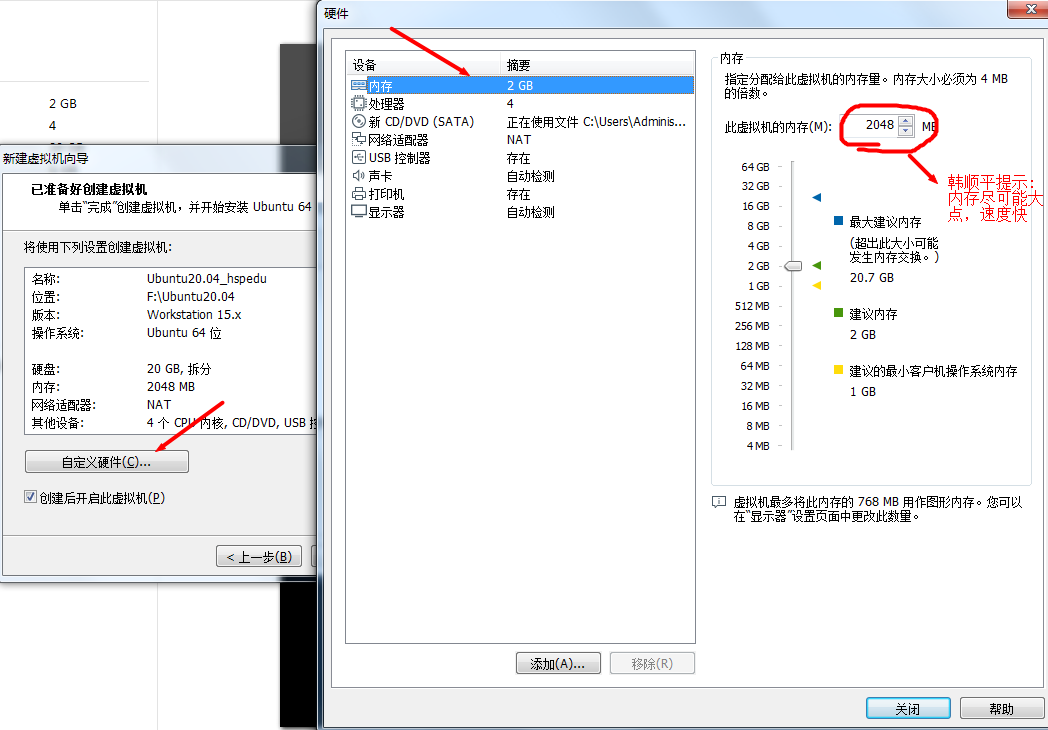 硬件
2 GB
4
新建虚拟机向导
已准备好创建虚拟机
单击“完成”创建虚拟机，并开始安装 Ubuntu 64
将使用下列设置创建虚拟机:
名称: Ubuntu20.04_hspedu
位置: F:\Ubuntu20.04
版本: Workstation 15.x
操作系统: Ubuntu 64 位
硬盘: 20 GB, 拆分
内存: 2048 MB
网络适配器: NAT
其他设备: 4 个 CPU 内核, CD/DVD, USB
自定义硬件(C)...
创建后开启此虚拟机(P)
< 上一步(B)
设备 摘要
内存 2 GB
处理器 4
新 CD/DVD (SATA) 正在使用文件 C:\Users\Adminis...
网络适配器 NAT
USB 控制器 存在
声卡 自动检测
打印机 存在
显示器 自动检测
添加(A)... 移除(R)
内存
指定分配给此虚拟机的内存量。内存大小必须为 4 MB
的倍数。
此虚拟机的内存(M): 2048 MB
韩顺平提示:
内存尽可能大
点，速度快
64 GB
32 GB
16 GB
8 GB
4 GB
2 GB
1 GB
512 MB
256 MB
128 MB
64 MB
32 MB
16 MB
8 MB
4 MB
最大建议内存
(超出此大小可能
发生内存交换。)
20.7 GB
建议内存
2 GB
建议的最小客户机操作系统内存
1 GB
虚拟机最多将此内存的 768 MB 用作图形内存。您可以
在“显示器”设置页面中更改此数量。
关闭 帮助